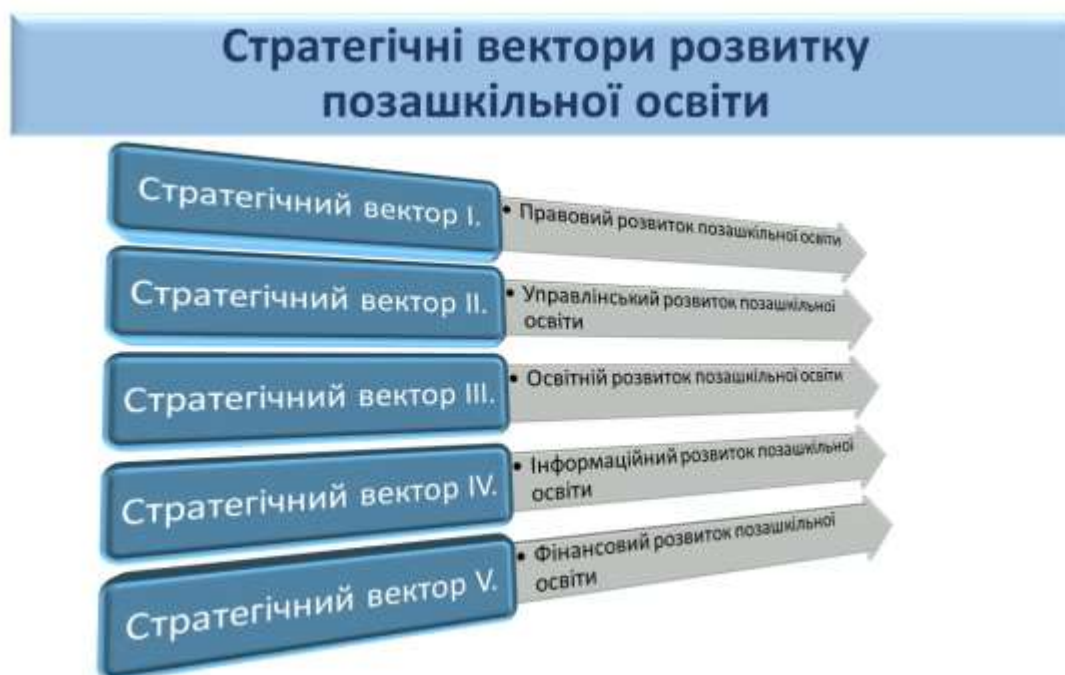 Стратегічні вектори розвитку
позашкільної освіти
Стратегічний вектор I.
• Правовий розвиток позашкільної освіти
Стратегічний вектор II.
• Управлінський розвиток позашкільної
освіти
Стратегічний вектор III.
• Освітній розвиток позашкільної освіти
Стратегічний вектор IV.
• Інформаційний розвиток позашкільної
освіти
Стратегічний вектор V.
• Фінансовий розвиток позашкільної
освіти